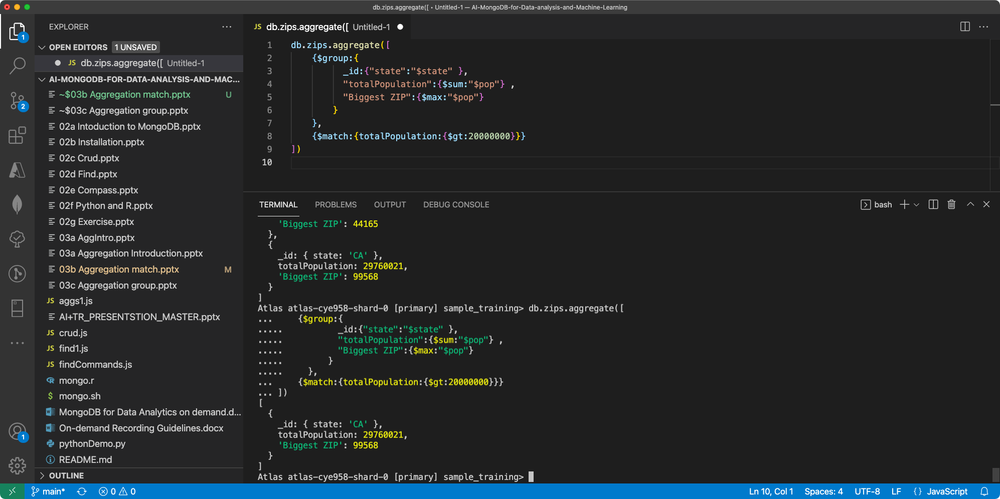 db.zips.aggregate([ • Untitled-1 — AI-MongoDB-for-Data-analysis-and-Machine-Learning
EXPLORER
OPEN EDITORS 1 UNSAVED
JS db.zips.aggregate([ Untitled-1
AI-MONGODB-FOR-DATA-ANALYSIS-AND-MAC...
~$03b Aggregation match.pptx U
~$03c Aggregation group.pptx
02a Intoduction to MongoDB.pptx
02b Installation.pptx
02c Crud.pptx
02d Find.pptx
02e Compass.pptx
02f Python and R.pptx
02g Exercise.pptx
03a AggIntro.pptx
03a Aggregation Introduction.pptx
03b Aggregation match.pptx M
03c Aggregation group.pptx
JS aggs1.js
AI+TR_PRESENTSTION_MASTER.pptx
JS crud.js
JS find1.js
JS findCommands.js
R mongo.r
$ mongo.sh
MongoDB for Data Analytics on demand.d...
On-demand Recording Guidelines.docx
pythonDemo.py
README.md
OUTLINE
1
2
1
JS db.zips.aggregate([ Untitled-1
1 db.zips.aggregate([
2     {$group:{
3           _id:{"state":"$state" },
4           "totalPopulation":{$sum:"$pop"} ,
5           "Biggest ZIP":{$max:"$pop"}
6         }
7     },
8     {$match:{totalPopulation:{$gt:20000000}}}
9 ])
10
TERMINAL PROBLEMS OUTPUT DEBUG CONSOLE bash
    'Biggest ZIP': 44165
  },
  {
    _id: { state: 'CA' },
    totalPopulation: 29760021,
    'Biggest ZIP': 99568
  }
]
Atlas atlas-cye958-shard-0 [primary] sample_training> db.zips.aggregate([
...     {$group:{
.....           _id:{"state":"$state" },
.....           "totalPopulation":{$sum:"$pop"} ,
.....           "Biggest ZIP":{$max:"$pop"}
.....         }
.....     },
...     {$match:{totalPopulation:{$gt:20000000}}}
... ])
[
  {
    _id: { state: 'CA' },
    totalPopulation: 29760021,
    'Biggest ZIP': 99568
  }
]
Atlas atlas-cye958-shard-0 [primary] sample_training>
main* 0 0 Ln 10, Col 1 Spaces: 4 UTF-8 LF {} JavaScript